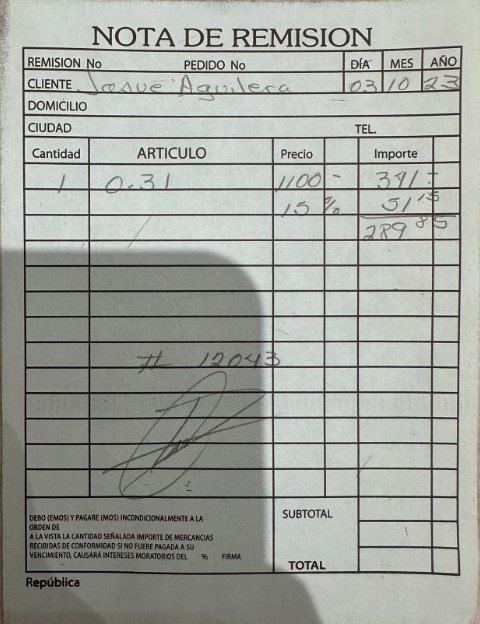 NOTA DE REMISION
REMISION No PEDIDO No DÍA MES AÑO
CLIENTE Josue Aguilera 03 10 23
DOMICILIO
CIUDAD TEL.
Cantidad ARTICULO Precio Importe
1 0.31 1100 - 341 -
15 % 51 15
289 85
# 12043
DEBO (EMOS) Y PAGARE (MOS) INCONDICIONALMENTE A LA
ORDEN DE
A LA VISTA LA CANTIDAD SEÑALADA IMPORTE DE MERCANCIAS
RECIBIDAS DE CONFORMIDAD SI NO FUERE PAGADA A SU
VENCIMIENTO, CAUSARÁ INTERESES MORATORIOS DEL % FIRMA
SUBTOTAL
TOTAL
República